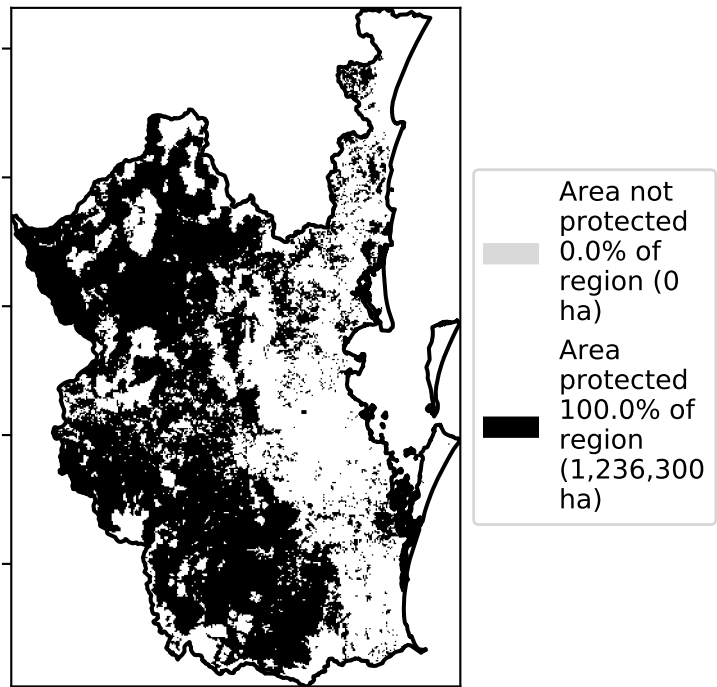 Area not
protected
0.0% of
region (0
ha)
Area
protected
100.0% of
region
(1,236,300
ha)